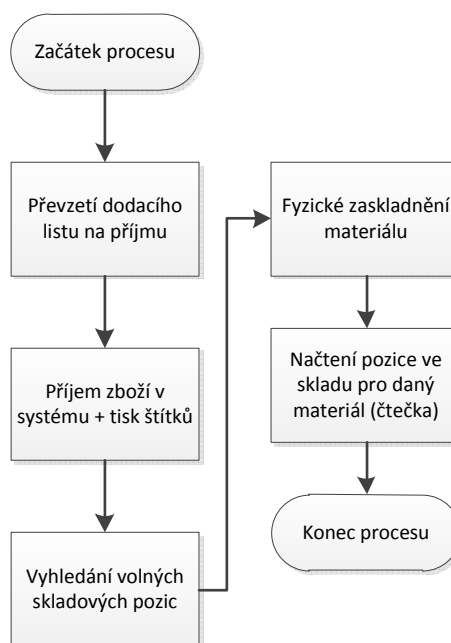 Začátek procesu
Převzetí dodacího
listu na příjmu
Příjem zboží v
systému + tisk štítků
Vyhledání volných
skladových pozic
Fyzické zaskladnění
materiálu
Načtení pozice ve
skladu pro daný
materiál (čtečka)
Konec procesu